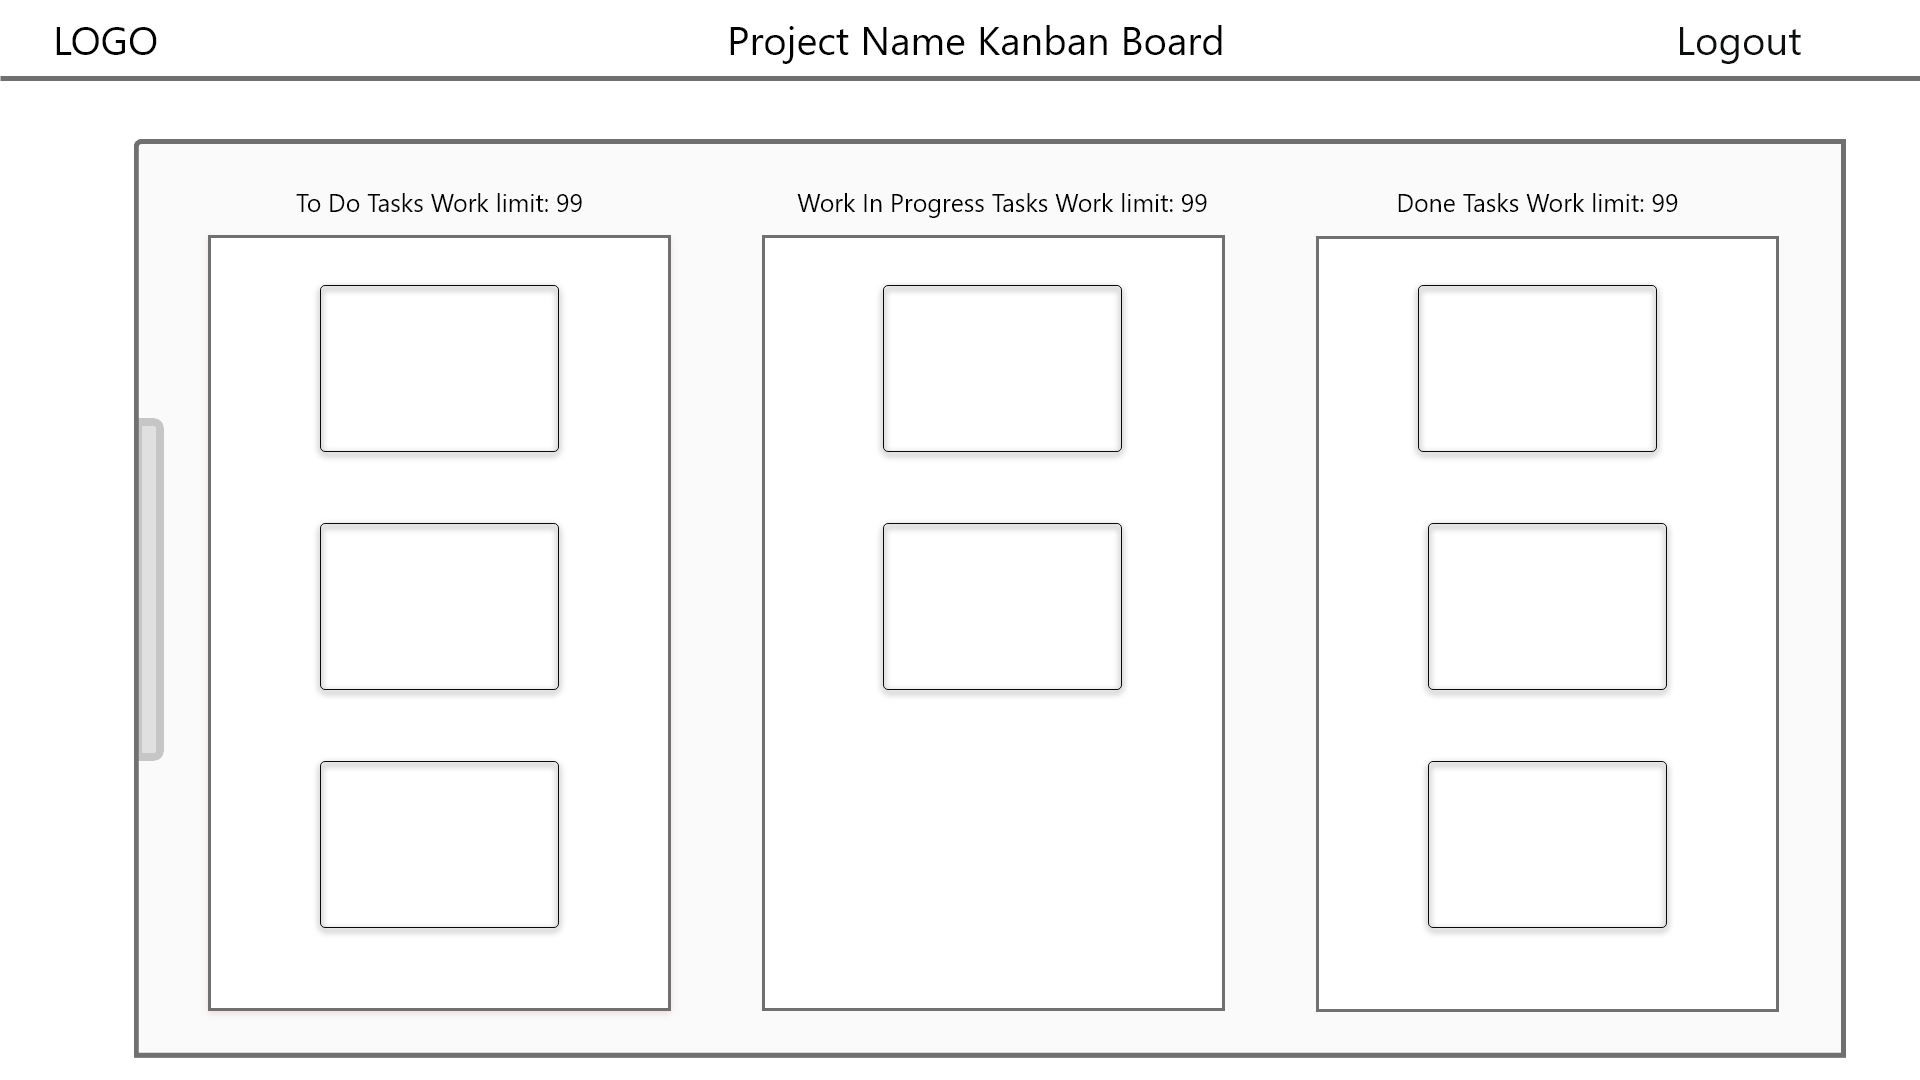 LOGO
Project Name Kanban Board
Logout
To Do Tasks Work limit: 99
Work In Progress Tasks Work limit: 99
Done Tasks Work limit: 99